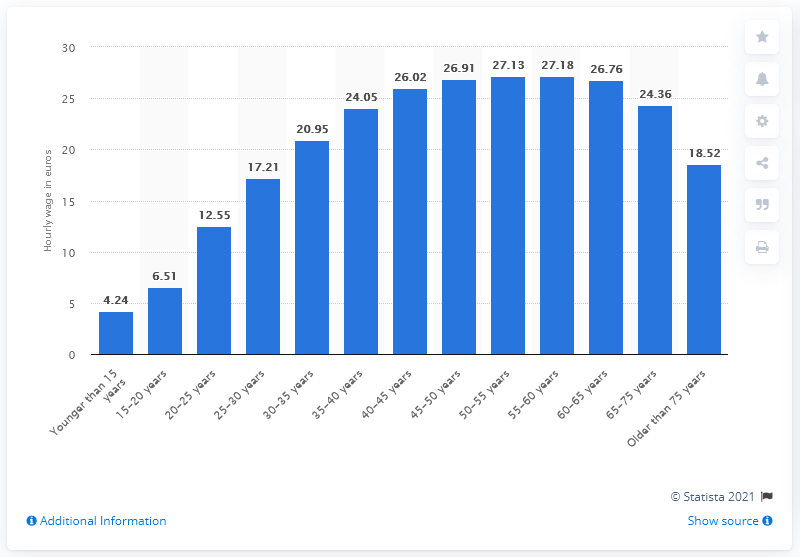 30
25
20
15
10
5
0
Hourly wage in euros
4.24
6.51
12.55
17.21
20.95
24.05
26.02
26.91
27.13
27.18
26.76
24.36
18.52
Younger than 15
years
15–20 years
20–25 years
25–30 years
30–35 years
35–40 years
40–45 years
45–50 years
50–55 years
55–60 years
60–65 years
65–75 years
Older than 75 years
© Statista 2021
Additional Information
Show source